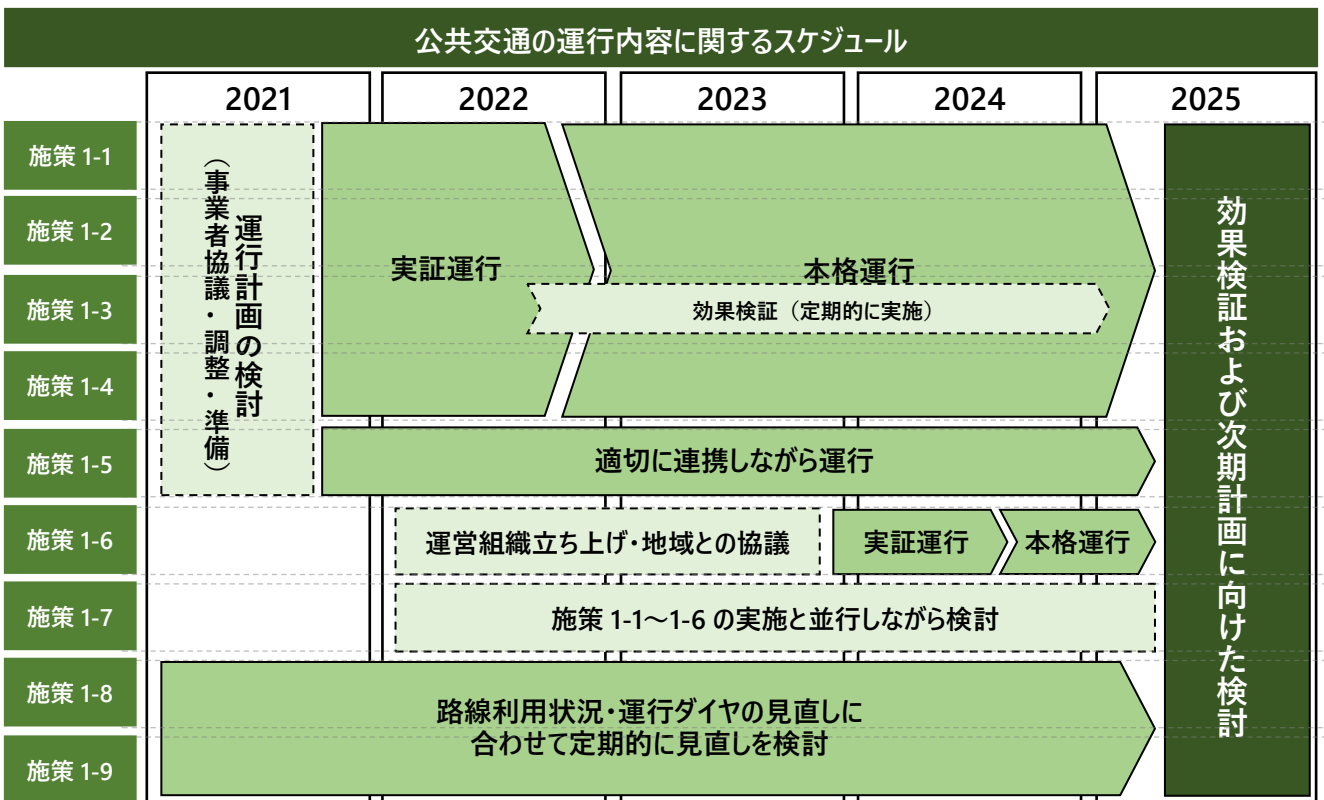 公共交通の運行内容に関するスケジュール
2021
2022
2023
2024
2025
施策 1-1
施策 1-2
施策 1-3
施策 1-4
施策 1-5
施策 1-6
施策 1-7
施策 1-8
施策 1-9
運行計画の検討
（事業者協議・調整・準備）
実証運行
本格運行
効果検証（定期的に実施）
適切に連携しながら運行
運営組織立ち上げ・地域との協議
実証運行
本格運行
施策 1-1～1-6 の実施と並行しながら検討
路線利用状況・運行ダイヤの見直しに
合わせて定期的に見直しを検討
効果検証および次期計画に向けた検討